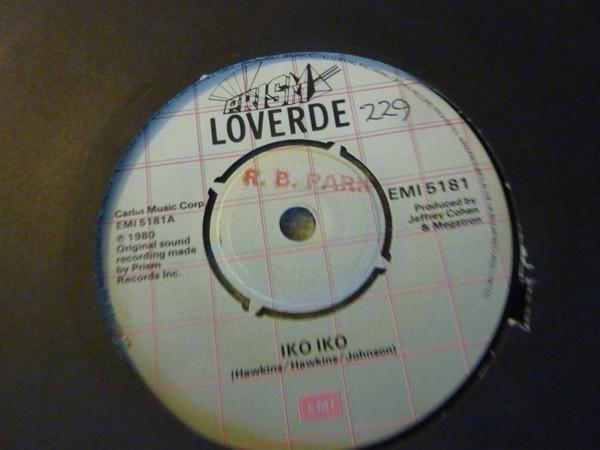 PRISM
LOVERDE
229
R. B. PARK
EMI 5181
Produced by
Jeffrey Cohen
& Megatron
Carlin Music Corp.
EMI 5181A
℗ 1980
Original sound
recording made
by Prism
Records Inc.
IKO IKO
(Hawkins/Hawkins/Johnson)
EMI